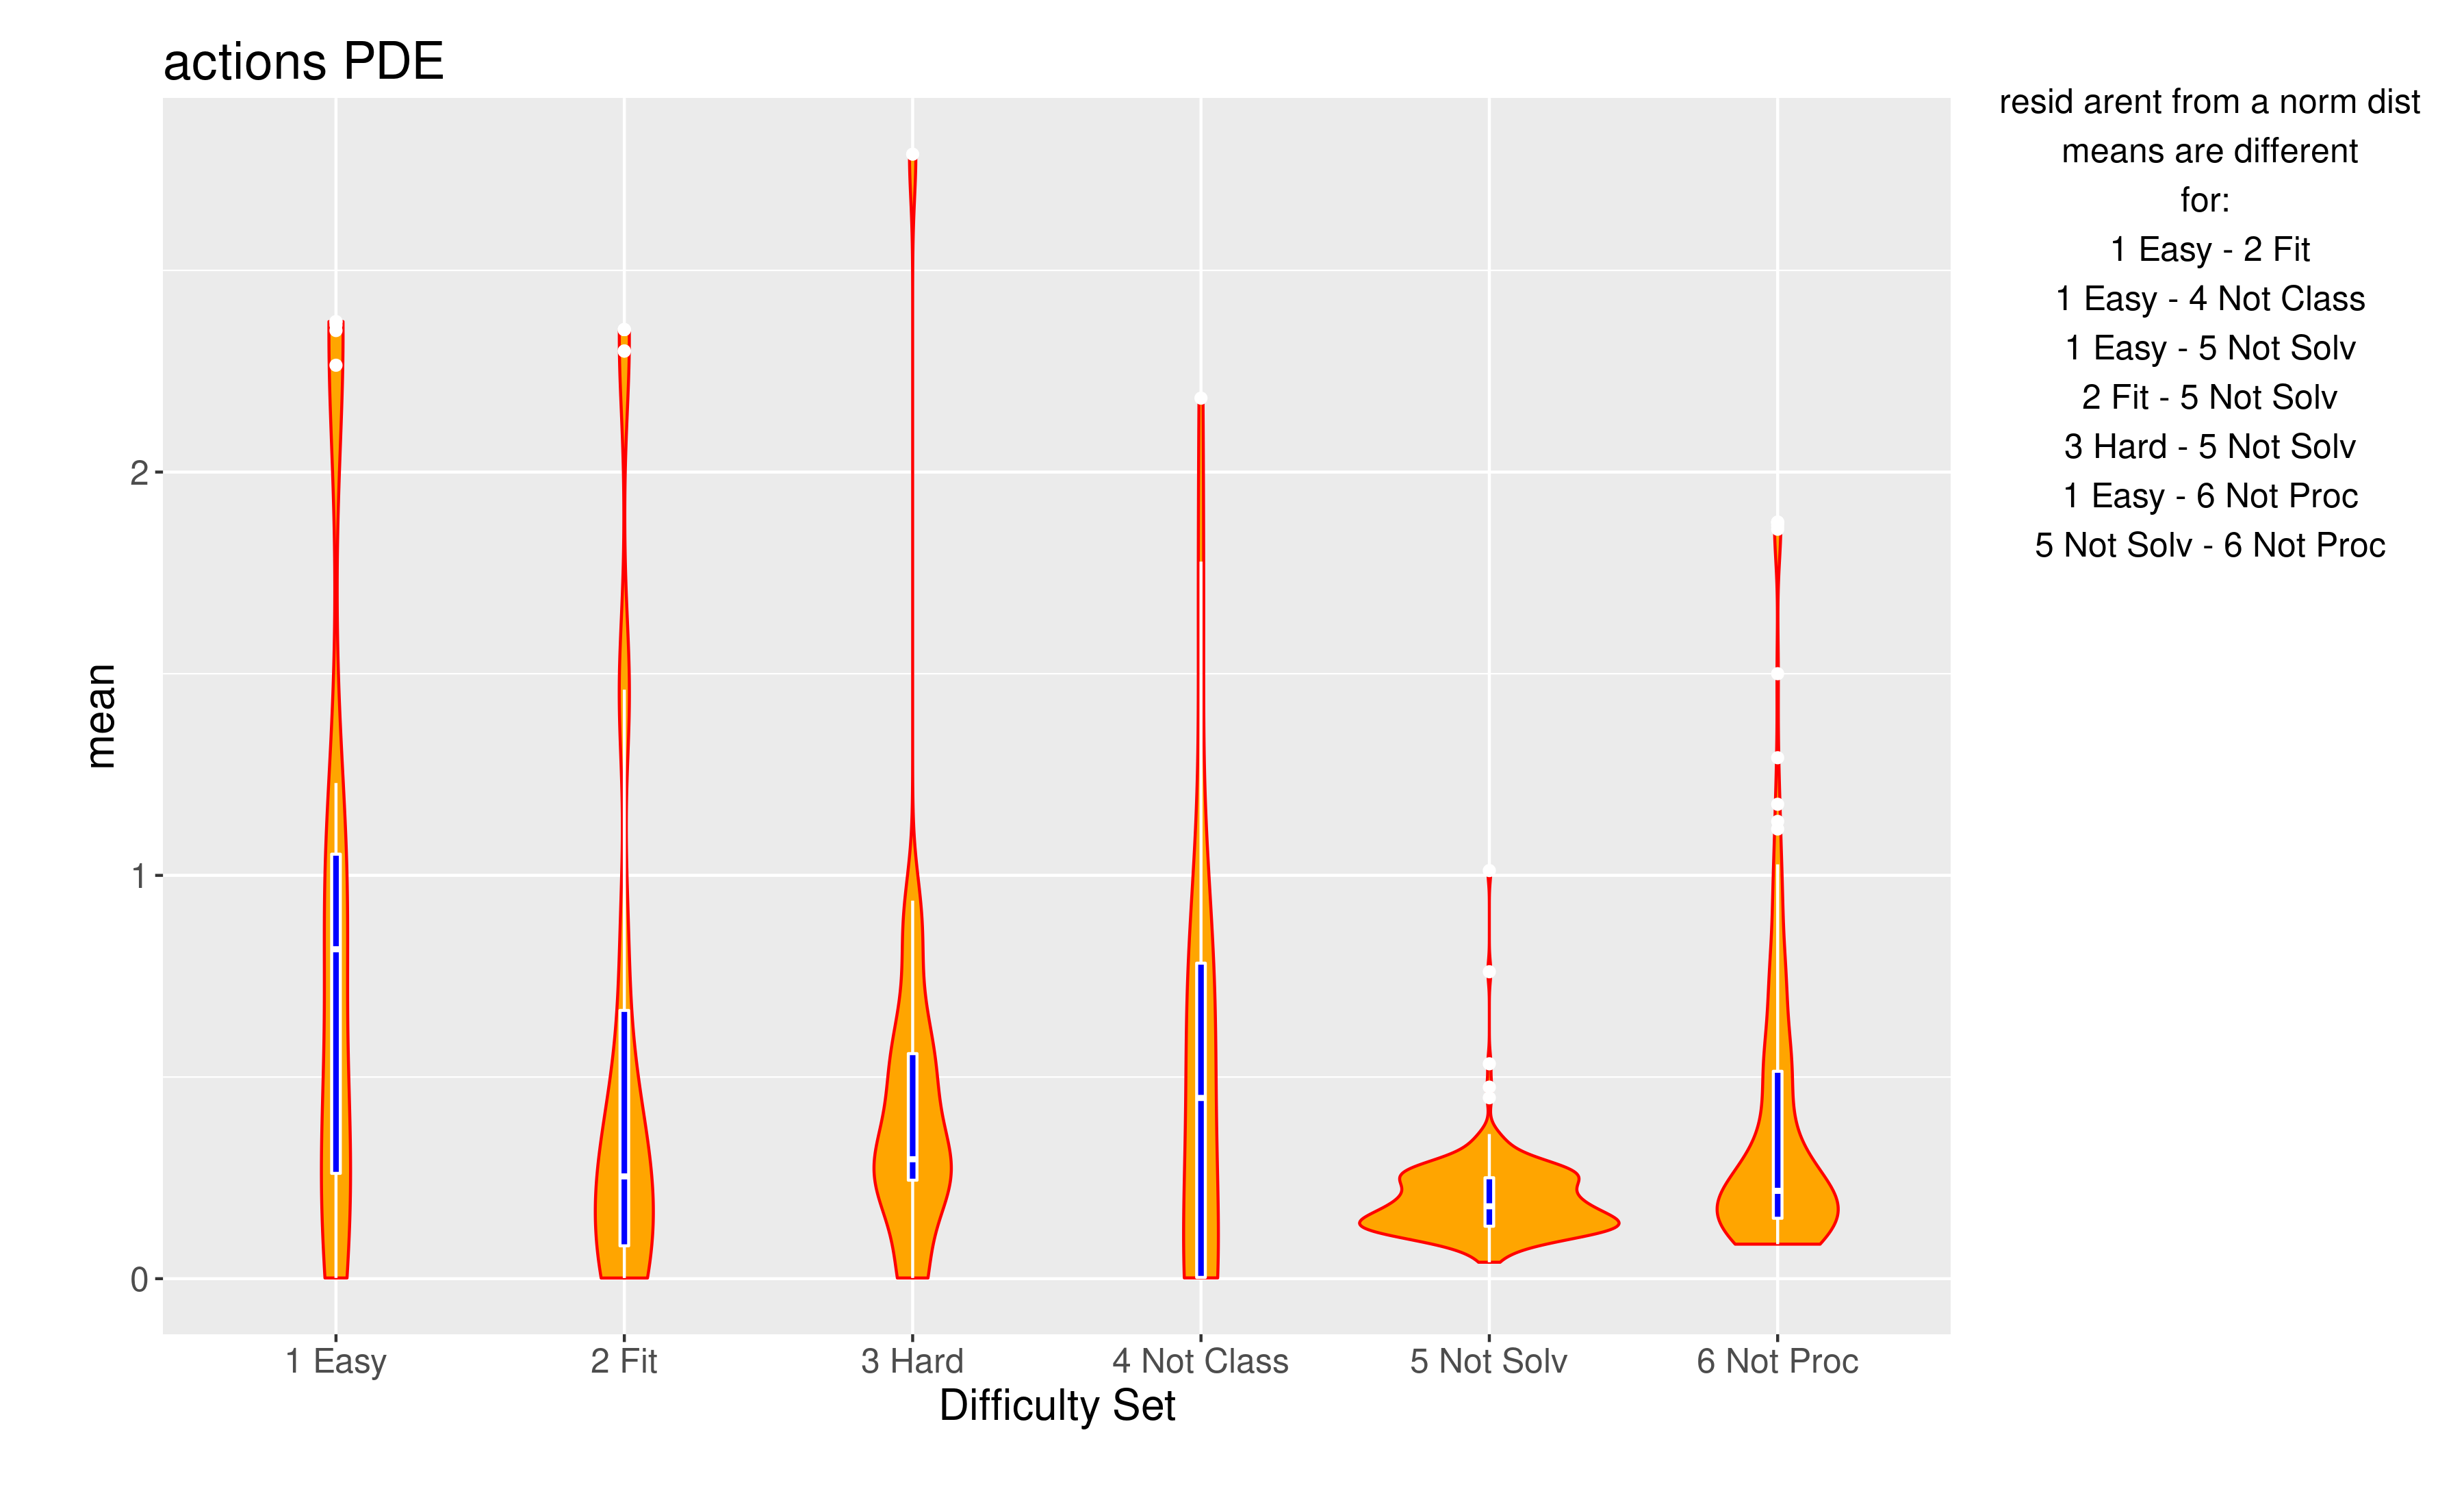 actions PDE
resid arent from a norm dist
means are different
for:
1 Easy - 2 Fit
1 Easy - 4 Not Class
1 Easy - 5 Not Solv
2 Fit - 5 Not Solv
3 Hard - 5 Not Solv
1 Easy - 6 Not Proc
5 Not Solv - 6 Not Proc
mean
2
1
0
1 Easy
2 Fit
3 Hard
4 Not Class
5 Not Solv
6 Not Proc
Difficulty Set